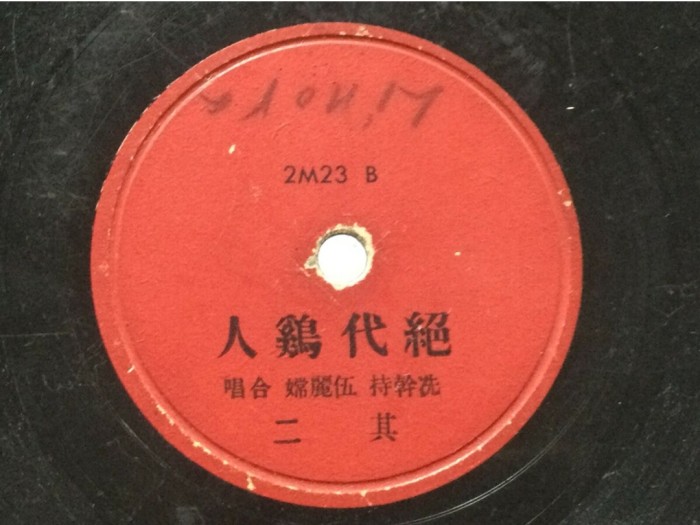 2M23 B
絕代鷄人
冼幹持 伍麗嫦 合唱
其二